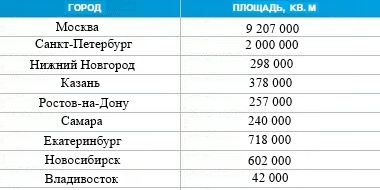 ГОРОД ПЛОЩАДЬ, КВ. М
Москва 9 207 000
Санкт-Петербург 2 000 000
Нижний Новгород 298 000
Казань 378 000
Ростов-на-Дону 257 000
Самара 240 000
Екатеринбург 718 000
Новосибирск 602 000
Владивосток 42 000